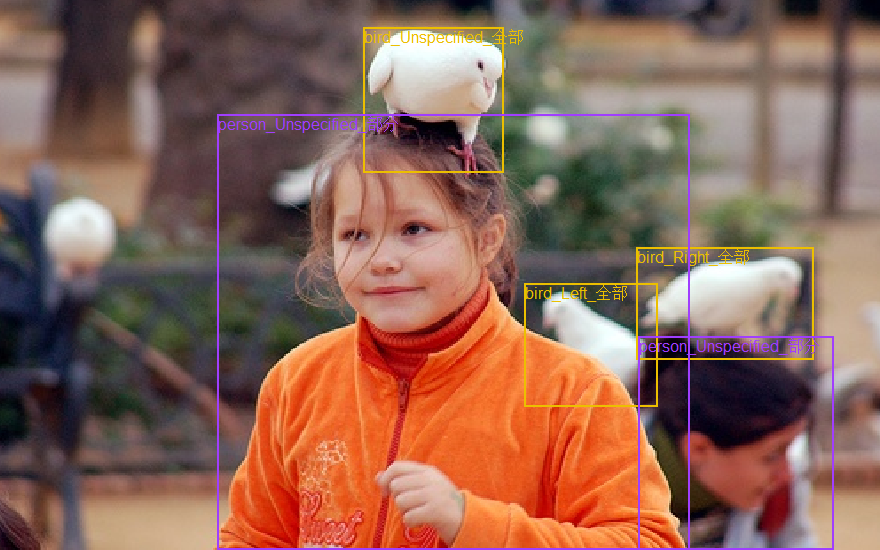 bird_Unspecified_全部
person_Unspecified_部分
bird_Right_全部
bird_Left_全部
person_Unspecified_部分
Sweet